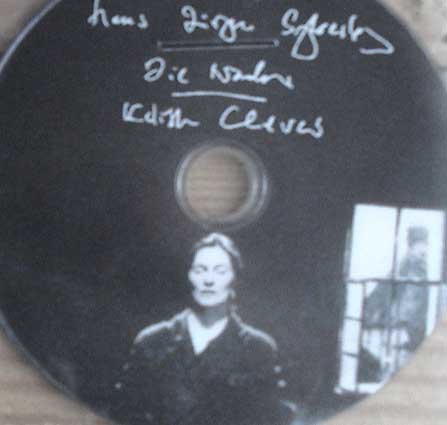 Hans Jürgen Syberberg
Die Nacht
Edith Clever